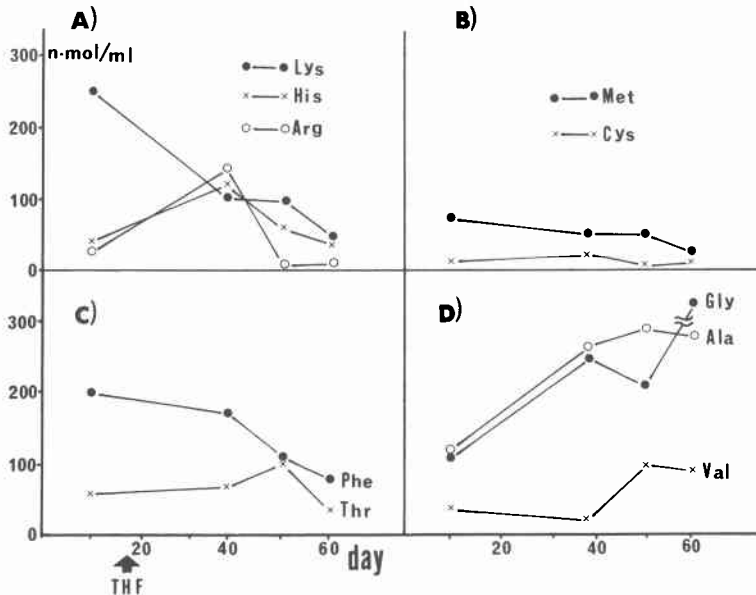 A)
n·mol/ml
300
200
100
0
Lys
His
Arg
B)
Met
Cys
C)
300
200
100
0
Phe
Thr
20 40 60 day
THF
D)
Gly
Ala
Val
20 40 60